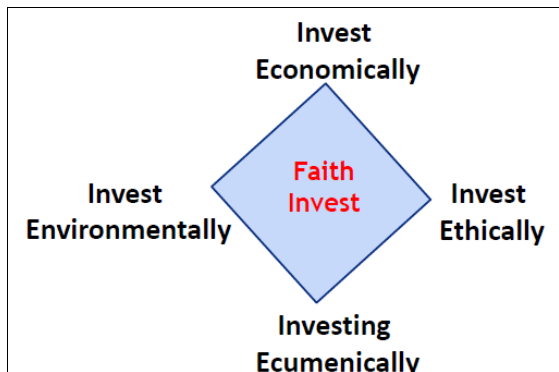 Invest
Economically
Faith
Invest
Invest
Environmentally
Invest
Ethically
Investing
Ecumenically